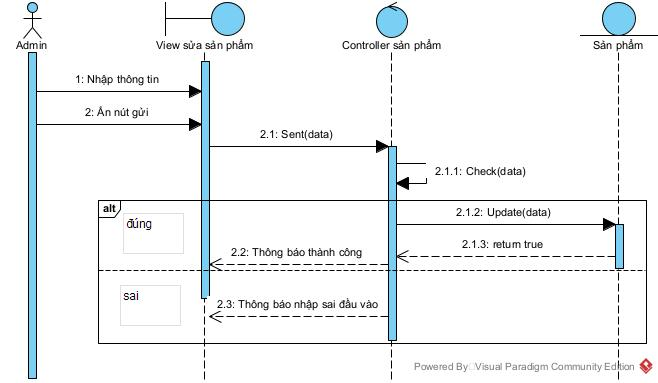 Admin
View sửa sản phẩm
Controller sản phẩm
Sản phẩm
1: Nhập thông tin
2: Ấn nút gửi
2.1: Sent(data)
2.1.1: Check(data)
alt
đúng
2.1.2: Update(data)
2.1.3: return true
2.2: Thông báo thành công
sai
2.3: Thông báo nhập sai đầu vào
Powered By Visual Paradigm Community Edition